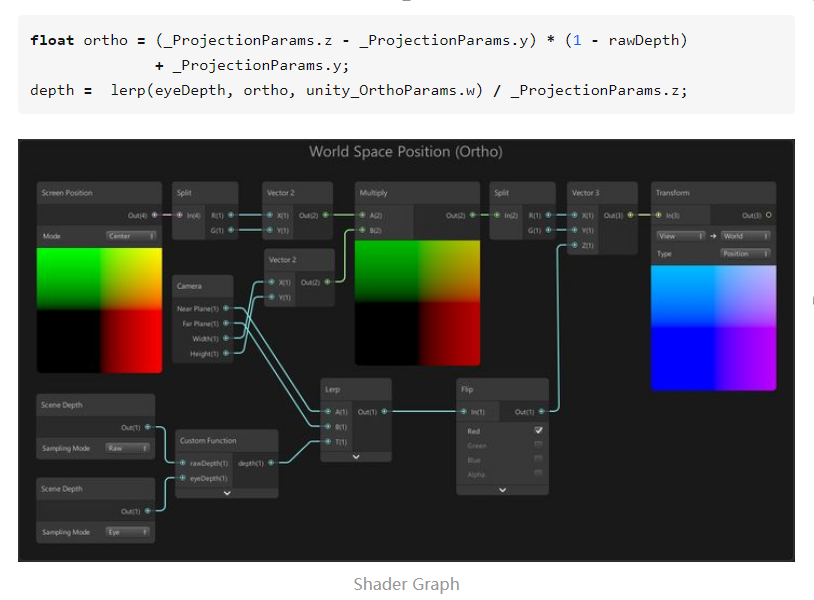 float ortho = (_ProjectionParams.z - _ProjectionParams.y) * (1 - rawDepth)
+ _ProjectionParams.y;
depth =  lerp(eyeDepth, ortho, unity_OrthoParams.w) / _ProjectionParams.z;
World Space Position (Ortho)
Screen Position
Out(4)
Mode
Center
Split
In(4)
R(1)
G(1)
Vector 2
X(1)
Out(2)
Y(1)
Multiply
A(2)
Out(2)
B(2)
Split
In(2)
R(1)
G(1)
Vector 3
X(1)
Out(3)
Y(1)
Z(1)
Transform
In(3)
Out(3)
View
World
Type
Position
Vector 2
X(1)
Out(2)
Y(1)
Camera
Near Plane(1)
Far Plane(1)
Width(1)
Height(1)
Scene Depth
Out(1)
Sampling Mode
Raw
Scene Depth
Out(1)
Sampling Mode
Eye
Custom Function
rawDepth(1)
depth(1)
eyeDepth(1)
Lerp
A(1)
Out(1)
B(1)
T(1)
Flip
In(1)
Out(1)
Red
Green
Blue
Alpha
Shader Graph